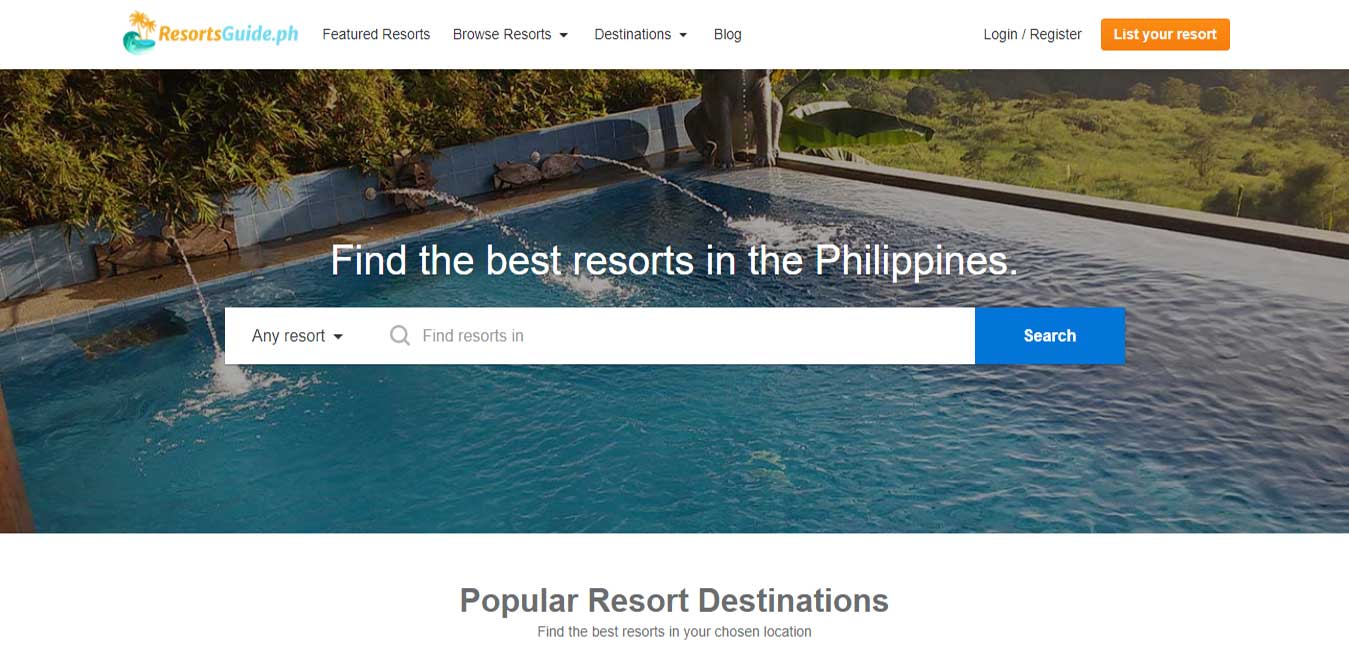 ResortsGuide.ph Featured Resorts Browse Resorts Destinations Blog Login / Register List your resort
Find the best resorts in the Philippines.
Any resort Find resorts in Search
Popular Resort Destinations
Find the best resorts in your chosen location